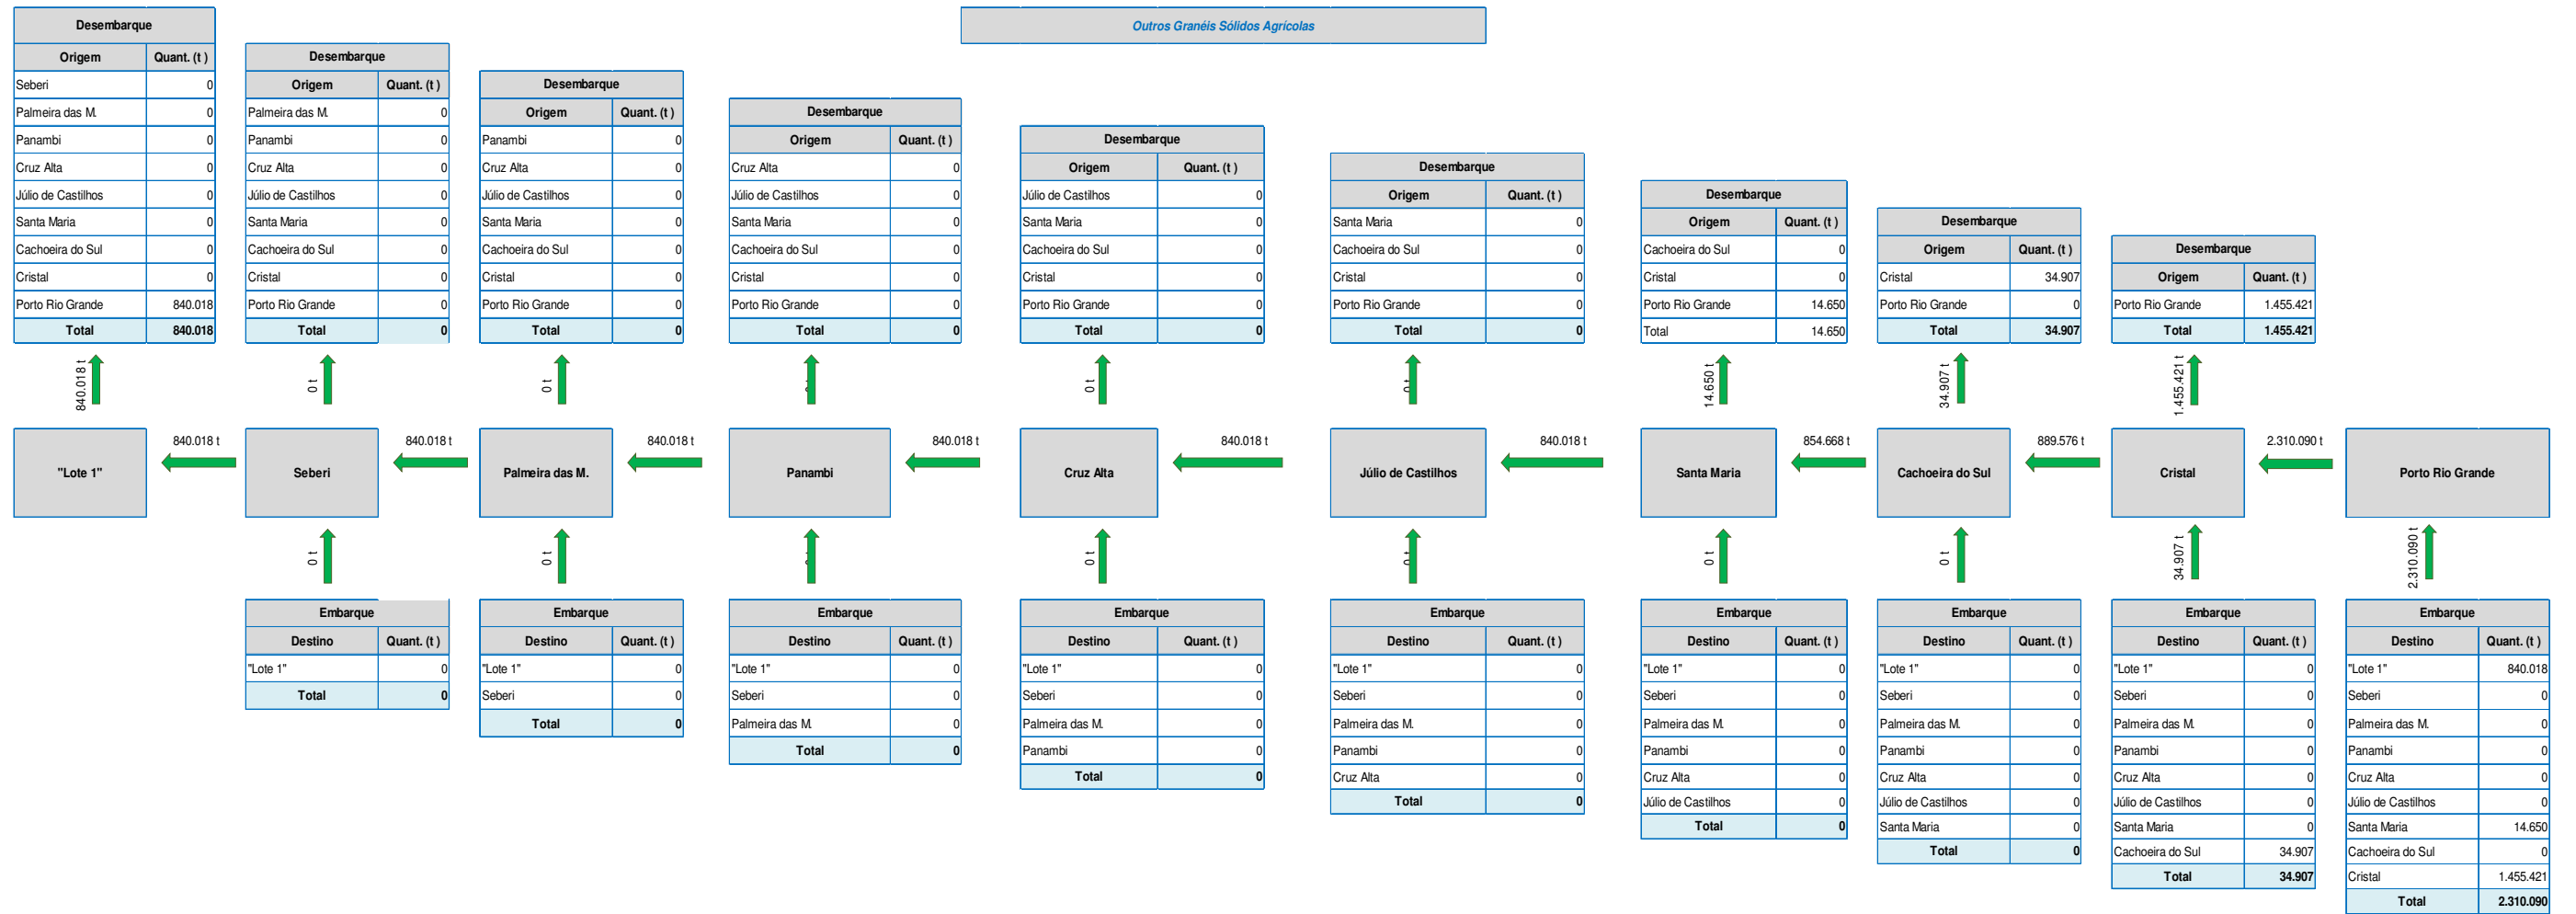 Outros Granéis Sólidos Agrícolas
Desembarque
Origem Quant. (t )
Seberi 0
Palmeira das M. 0
Panambi 0
Cruz Alta 0
Júlio de Castilhos 0
Santa Maria 0
Cachoeira do Sul 0
Cristal 0
Porto Rio Grande 840.018
Total 840.018
Desembarque
Origem Quant. (t )
Palmeira das M. 0
Panambi 0
Cruz Alta 0
Júlio de Castilhos 0
Santa Maria 0
Cachoeira do Sul 0
Cristal 0
Porto Rio Grande 0
Total 0
Desembarque
Origem Quant. (t )
Panambi 0
Cruz Alta 0
Júlio de Castilhos 0
Santa Maria 0
Cachoeira do Sul 0
Cristal 0
Porto Rio Grande 0
Total 0
Desembarque
Origem Quant. (t )
Cruz Alta 0
Júlio de Castilhos 0
Santa Maria 0
Cachoeira do Sul 0
Cristal 0
Porto Rio Grande 0
Total 0
Desembarque
Origem Quant. (t )
Júlio de Castilhos 0
Santa Maria 0
Cachoeira do Sul 0
Cristal 0
Porto Rio Grande 0
Total 0
Desembarque
Origem Quant. (t )
Santa Maria 0
Cachoeira do Sul 0
Cristal 0
Porto Rio Grande 0
Total 0
Desembarque
Origem Quant. (t )
Cachoeira do Sul 0
Cristal 0
Porto Rio Grande 14.650
Total 14.650
Desembarque
Origem Quant. (t )
Cristal 34.907
Porto Rio Grande 0
Total 34.907
Desembarque
Origem Quant. (t )
Porto Rio Grande 1.455.421
Total 1.455.421
840.018 t
0 t
0 t
0 t
0 t
0 t
14.650 t
34.907 t
1.455.421 t
"Lote 1"
840.018 t
Seberi
840.018 t
Palmeira das M.
840.018 t
Panambi
840.018 t
Cruz Alta
840.018 t
Júlio de Castilhos
840.018 t
Santa Maria
854.668 t
Cachoeira do Sul
889.576 t
Cristal
2.310.090 t
Porto Rio Grande
0 t
0 t
0 t
0 t
0 t
0 t
0 t
34.907 t
2.310.090 t
Embarque
Destino Quant. (t )
"Lote 1" 0
Total 0
Embarque
Destino Quant. (t )
"Lote 1" 0
Seberi 0
Total 0
Embarque
Destino Quant. (t )
"Lote 1" 0
Seberi 0
Palmeira das M. 0
Total 0
Embarque
Destino Quant. (t )
"Lote 1" 0
Seberi 0
Palmeira das M. 0
Panambi 0
Total 0
Embarque
Destino Quant. (t )
"Lote 1" 0
Seberi 0
Palmeira das M. 0
Panambi 0
Cruz Alta 0
Total 0
Embarque
Destino Quant. (t )
"Lote 1" 0
Seberi 0
Palmeira das M. 0
Panambi 0
Cruz Alta 0
Júlio de Castilhos 0
Total 0
Embarque
Destino Quant. (t )
"Lote 1" 0
Seberi 0
Palmeira das M. 0
Panambi 0
Cruz Alta 0
Júlio de Castilhos 0
Santa Maria 0
Total 0
Embarque
Destino Quant. (t )
"Lote 1" 0
Seberi 0
Palmeira das M. 0
Panambi 0
Cruz Alta 0
Júlio de Castilhos 0
Santa Maria 0
Cachoeira do Sul 34.907
Total 34.907
Embarque
Destino Quant. (t )
"Lote 1" 840.018
Seberi 0
Palmeira das M. 0
Panambi 0
Cruz Alta 0
Júlio de Castilhos 0
Santa Maria 14.650
Cachoeira do Sul 0
Cristal 1.455.421
Total 2.310.090